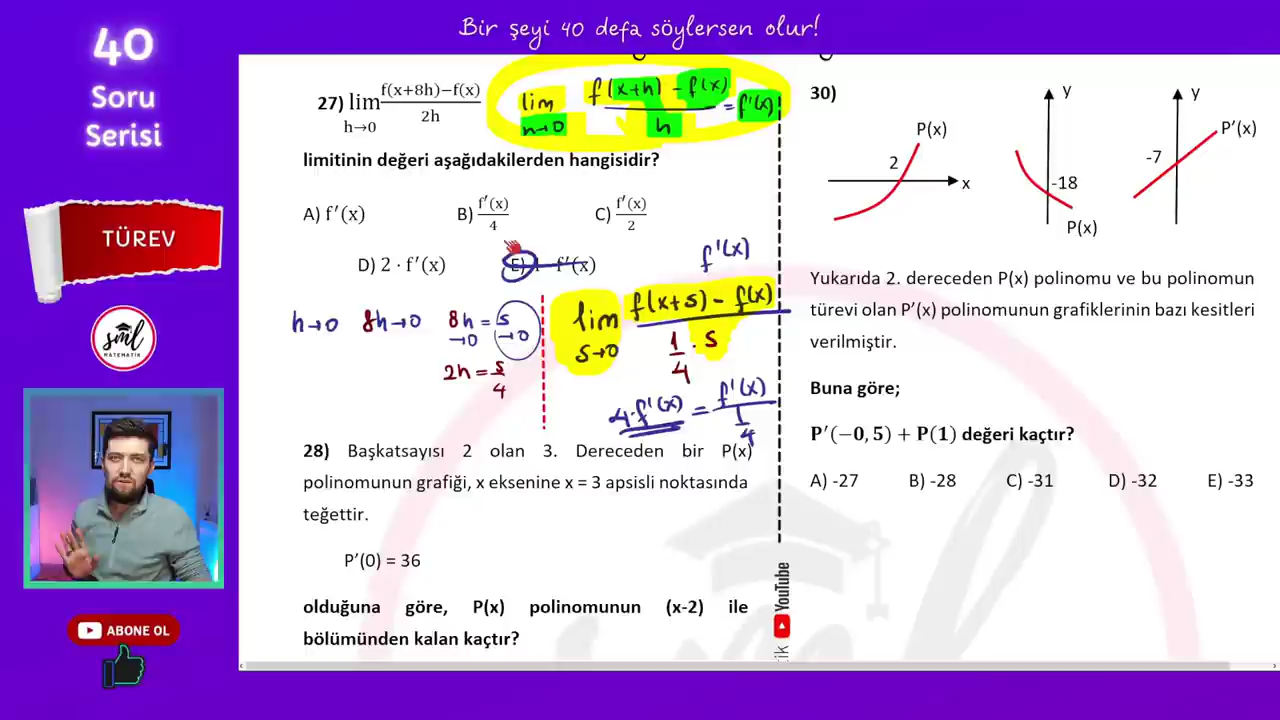 Bir şeyi 40 defa söylersen olur!
40
Soru
Serisi
TÜREV
SML
MATEMATİK
ABONE OL
27) lim h→0 f(x+8h)−f(x) / 2h
lim h→0 f(x+h) - f(x) / h = f'(x)
limitinin değeri aşağıdakilerden hangisidir?
A) f′(x) B) f′(x)/4 C) f′(x)/2
D) 2 · f′(x) E) f′(x)
f'(x)
h→0 8h→0 8h = s →0 →0
2h = s/4
lim s→0 f(x+s) - f(x) / 1/4 · s
4·f'(x) = f'(x) / 1/4
28) Başkatsayısı 2 olan 3. Dereceden bir P(x)
polinomunun grafiği, x eksenine x = 3 apsisli noktasında
teğettir.
P′(0) = 36
olduğuna göre, P(x) polinomunun (x-2) ile
bölümünden kalan kaçtır?
YouTube
30)
y y
P(x) P′(x)
2 -7
x -18
P(x)
Yukarıda 2. dereceden P(x) polinomu ve bu polinomun
türevi olan P′(x) polinomunun grafiklerinin bazı kesitleri
verilmiştir.
Buna göre;
P′(−0, 5) + P(1) değeri kaçtır?
A) -27 B) -28 C) -31 D) -32 E) -33